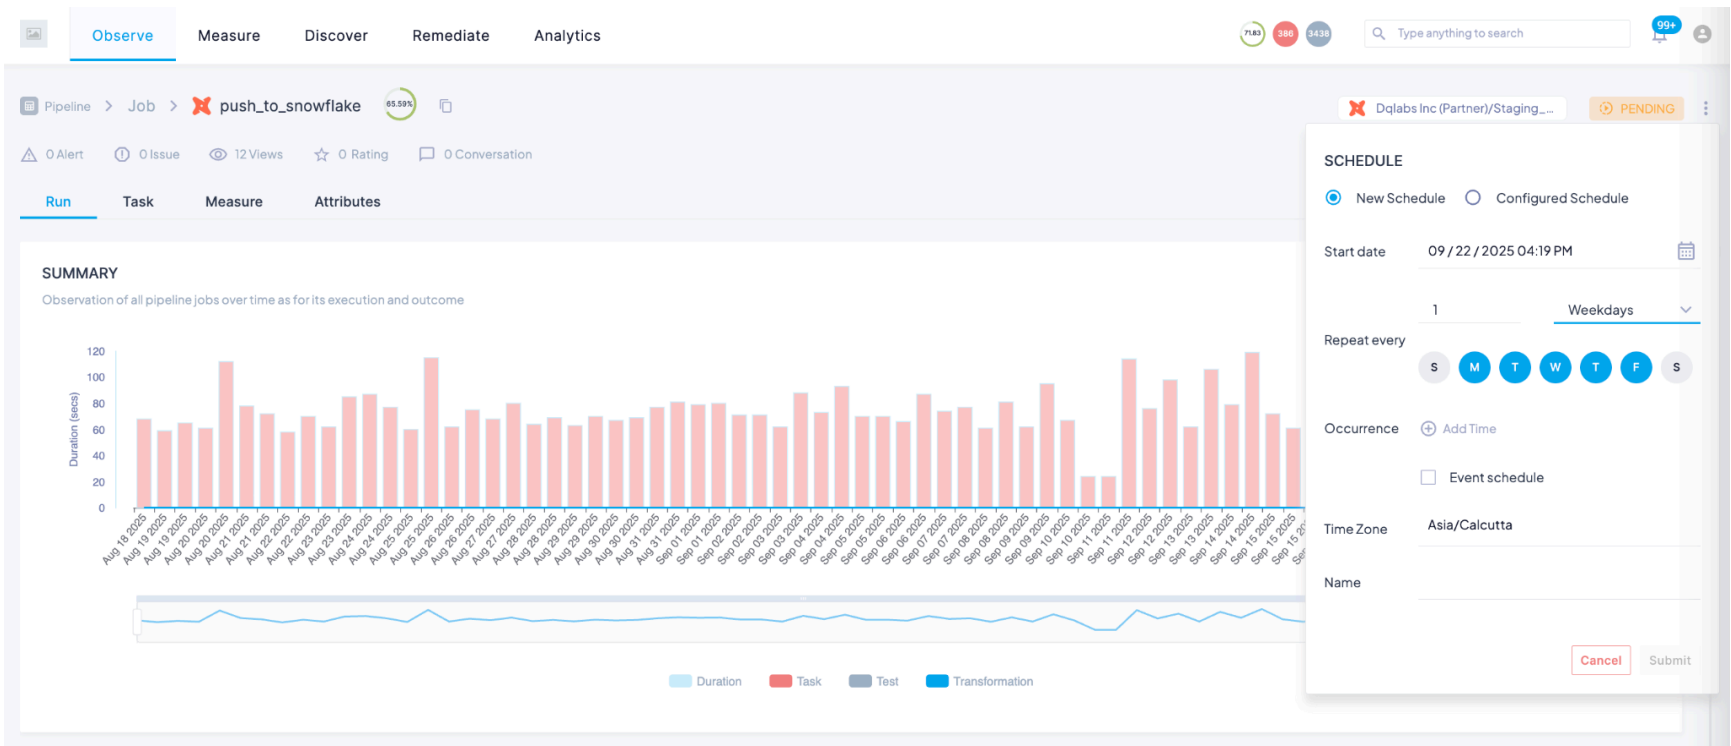 Observe Measure Discover Remediate Analytics 71.83 386 3438 Type anything to search 99+
Pipeline > Job > push_to_snowflake 65.59% Dqlabs Inc (Partner)/Staging_... PENDING
0 Alert 0 Issue 12 Views 0 Rating 0 Conversation
Run Task Measure Attributes
SUMMARY
Observation of all pipeline jobs over time as for its execution and outcome
Duration (secs)
120
100
80
60
40
20
0
Aug 18 2025
Aug 19 2025
Aug 19 2025
Aug 20 2025
Aug 20 2025
Aug 21 2025
Aug 21 2025
Aug 22 2025
Aug 22 2025
Aug 23 2025
Aug 23 2025
Aug 24 2025
Aug 24 2025
Aug 25 2025
Aug 25 2025
Aug 26 2025
Aug 26 2025
Aug 27 2025
Aug 27 2025
Aug 28 2025
Aug 28 2025
Aug 29 2025
Aug 30 2025
Aug 30 2025
Aug 31 2025
Aug 31 2025
Sep 01 2025
Sep 01 2025
Sep 02 2025
Sep 02 2025
Sep 03 2025
Sep 03 2025
Sep 04 2025
Sep 04 2025
Sep 05 2025
Sep 05 2025
Sep 06 2025
Sep 06 2025
Sep 07 2025
Sep 07 2025
Sep 08 2025
Sep 08 2025
Sep 09 2025
Sep 09 2025
Sep 10 2025
Sep 10 2025
Sep 11 2025
Sep 11 2025
Sep 11 2025
Sep 12 2025
Sep 12 2025
Sep 13 2025
Sep 13 2025
Sep 14 2025
Sep 14 2025
Sep 15 2025
Sep 15 2025
Duration Task Test Transformation
SCHEDULE
New Schedule Configured Schedule
Start date 09 / 22 / 2025 04:19 PM
1 Weekdays
Repeat every
S M T W T F S
Occurrence Add Time
Event schedule
Time Zone Asia/Calcutta
Name
Cancel Submit